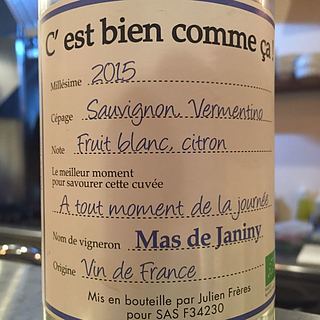 C' est bien comme ça !
Millésime 2015
Cépage Sauvignon, Vermentino
Note Fruit blanc, citron
Le meilleur moment
pour savourer cette cuvée
A tout moment de la journée
Nom de vigneron Mas de Janiny
Origine Vin de France
Mis en bouteille par Julien Frères
pour SAS F34230